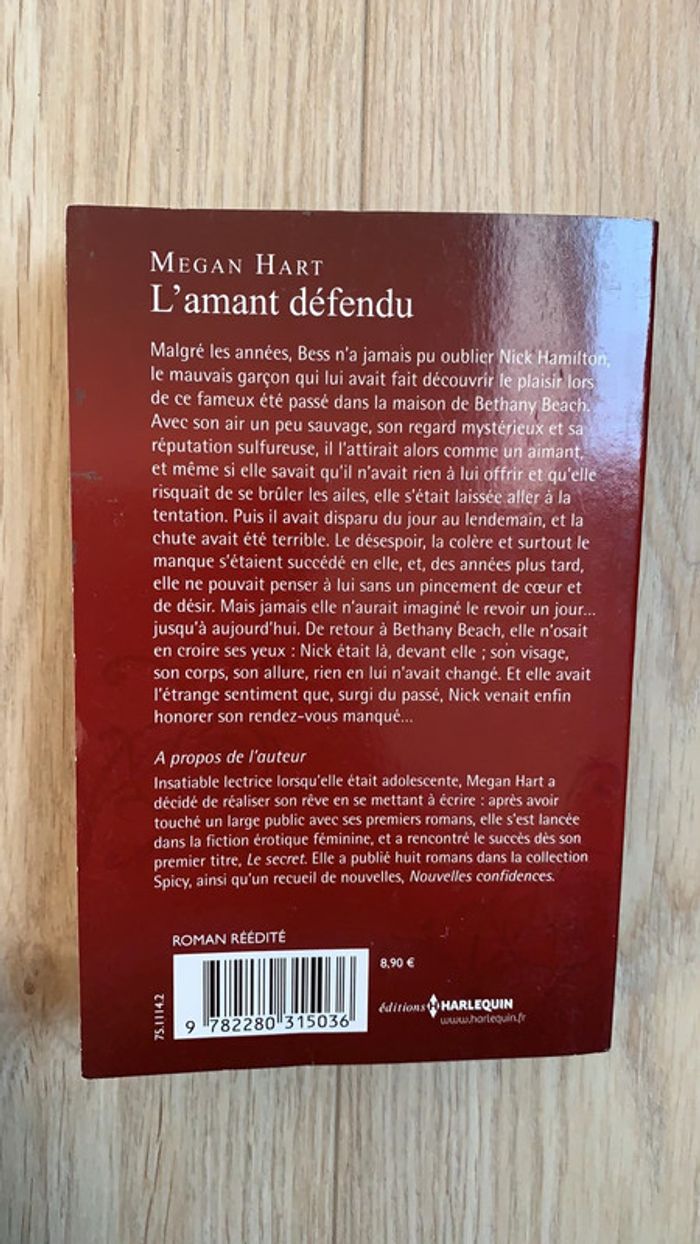 MEGAN HART
L'amant défendu
Malgré les années, Bess n'a jamais pu oublier Nick Hamilton,
le mauvais garçon qui lui avait fait découvrir le plaisir lors
de ce fameux été passé dans la maison de Bethany Beach.
Avec son air un peu sauvage, son regard mystérieux et sa
réputation sulfureuse, il l'attirait alors comme un aimant,
et même si elle savait qu'il n'avait rien à lui offrir et qu'elle
risquait de se brûler les ailes, elle s'était laissée aller à la
tentation. Puis il avait disparu du jour au lendemain, et la
chute avait été terrible. Le désespoir, la colère et surtout le
manque s'étaient succédé en elle, et, des années plus tard,
elle ne pouvait penser à lui sans un pincement de cœur et
de désir. Mais jamais elle n'aurait imaginé le revoir un jour...
jusqu'à aujourd'hui. De retour à Bethany Beach, elle n'osait
en croire ses yeux : Nick était là, devant elle ; son visage,
son corps, son allure, rien en lui n'avait changé. Et elle avait
l'étrange sentiment que, surgi du passé, Nick venait enfin
honorer son rendez-vous manqué...
A propos de l'auteur
Insatiable lectrice lorsqu'elle était adolescente, Megan Hart a
décidé de réaliser son rêve en se mettant à écrire : après avoir
touché un large public avec ses premiers romans, elle s'est lancée
dans la fiction érotique féminine, et a rencontré le succès dès son
premier titre, Le secret. Elle a publié huit romans dans la collection
Spicy, ainsi qu'un recueil de nouvelles, Nouvelles confidences.
ROMAN RÉÉDITÉ
8,90 €
75.1114.2
9 782280 315036
éditions HARLEQUIN
www.harlequin.fr